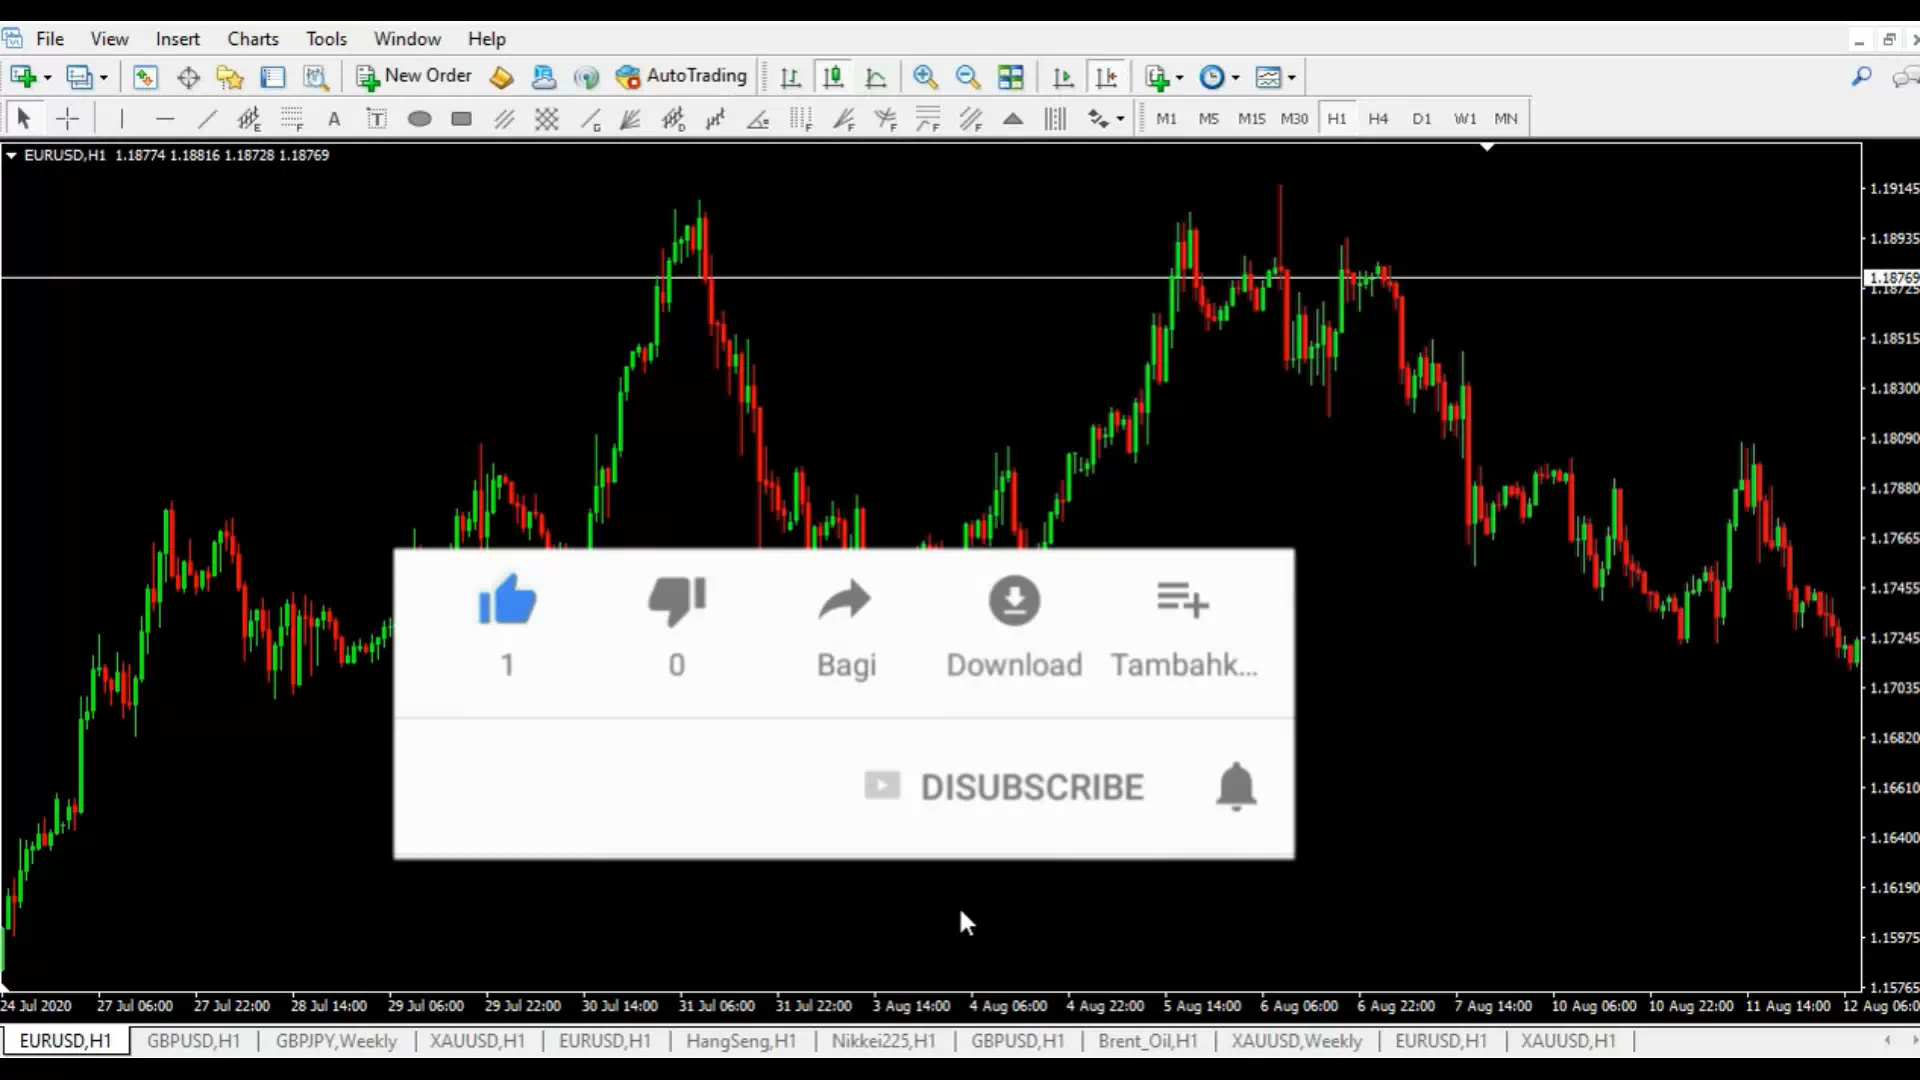 File View Insert Charts Tools Window Help
New Order AutoTrading
A T M1 M5 M15 M30 H1 H4 D1 W1 MN
EURUSD,H1 1.18774 1.18816 1.18728 1.18769
1.19145
1.18935
1.18769
1.18725
1.18515
1.18300
1.18090
1.17880
1.17665
1.17455
1.17245
1.17035
1.16820
1.16610
1.16400
1.16190
1.15975
1.15765
1 0 Bagi Download Tambahk...
DISUBSCRIBE
24 Jul 2020 27 Jul 06:00 27 Jul 22:00 28 Jul 14:00 29 Jul 06:00 29 Jul 22:00 30 Jul 14:00 31 Jul 06:00 31 Jul 22:00 3 Aug 14:00 4 Aug 06:00 4 Aug 22:00 5 Aug 14:00 6 Aug 06:00 6 Aug 22:00 7 Aug 14:00 10 Aug 06:00 10 Aug 22:00 11 Aug 14:00 12 Aug 06:00
EURUSD,H1 GBPUSD,H1 GBPJPY,Weekly XAUUSD,H1 EURUSD,H1 HangSeng,H1 Nikkei225,H1 GBPUSD,H1 Brent_Oil,H1 XAUUSD,Weekly EURUSD,H1 XAUUSD,H1